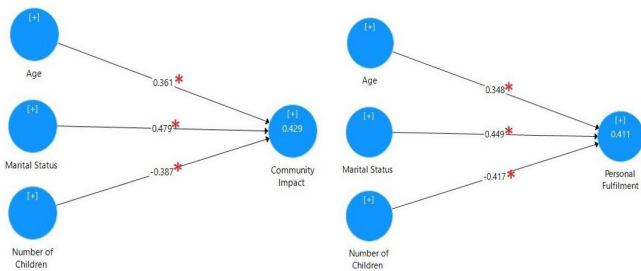 [+]
Age
0.361*
[+]
Marital Status
0.479*
[+]
Number of
Children
-0.387*
[+]
0.429
Community
Impact
[+]
Age
0.348*
[+]
Marital Status
0.449*
[+]
Number of
Children
-0.417*
[+]
0.411
Personal
Fulfilment